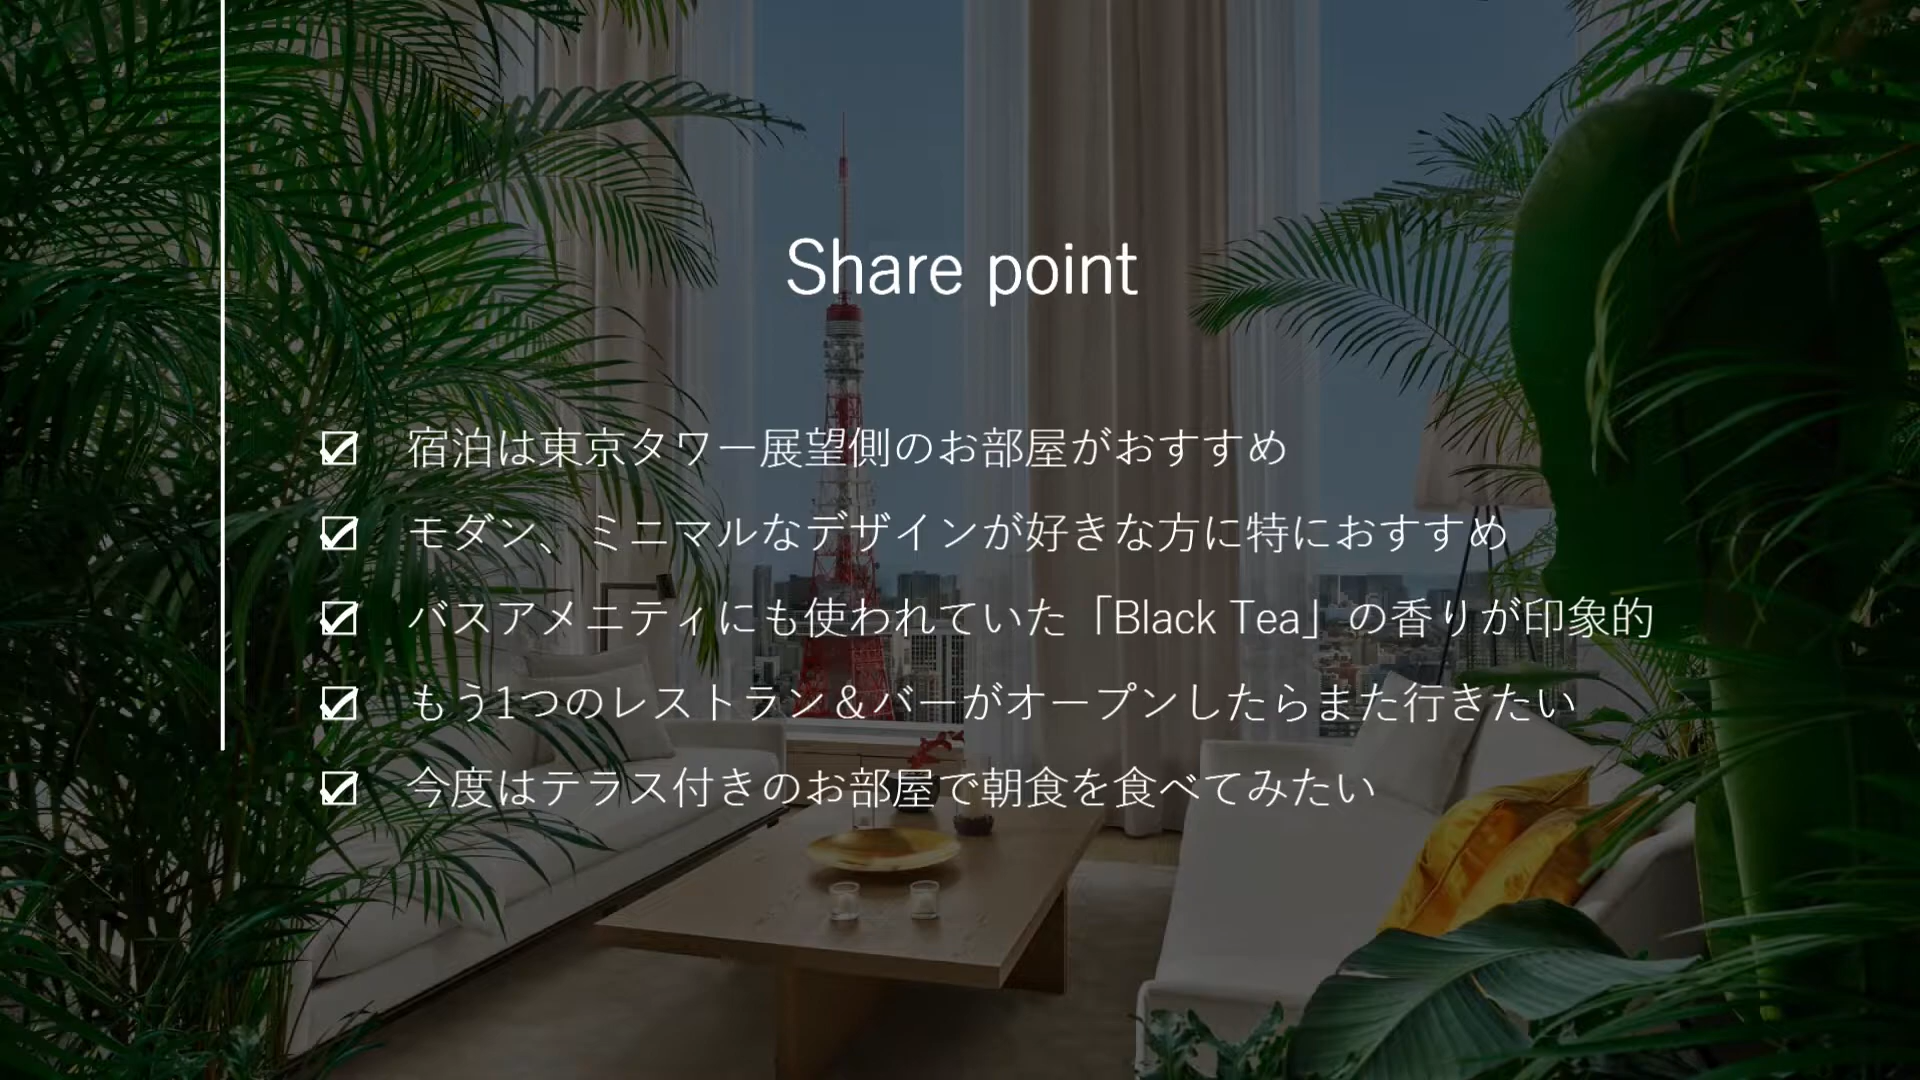 Share point
宿泊は東京タワー展望側のお部屋がおすすめ
モダン、ミニマルなデザインが好きな方に特におすすめ
バスアメニティにも使われていた「Black Tea」の香りが印象的
もう1つのレストラン＆バーがオープンしたらまた行きたい
今度はテラス付きのお部屋で朝食を食べてみたい